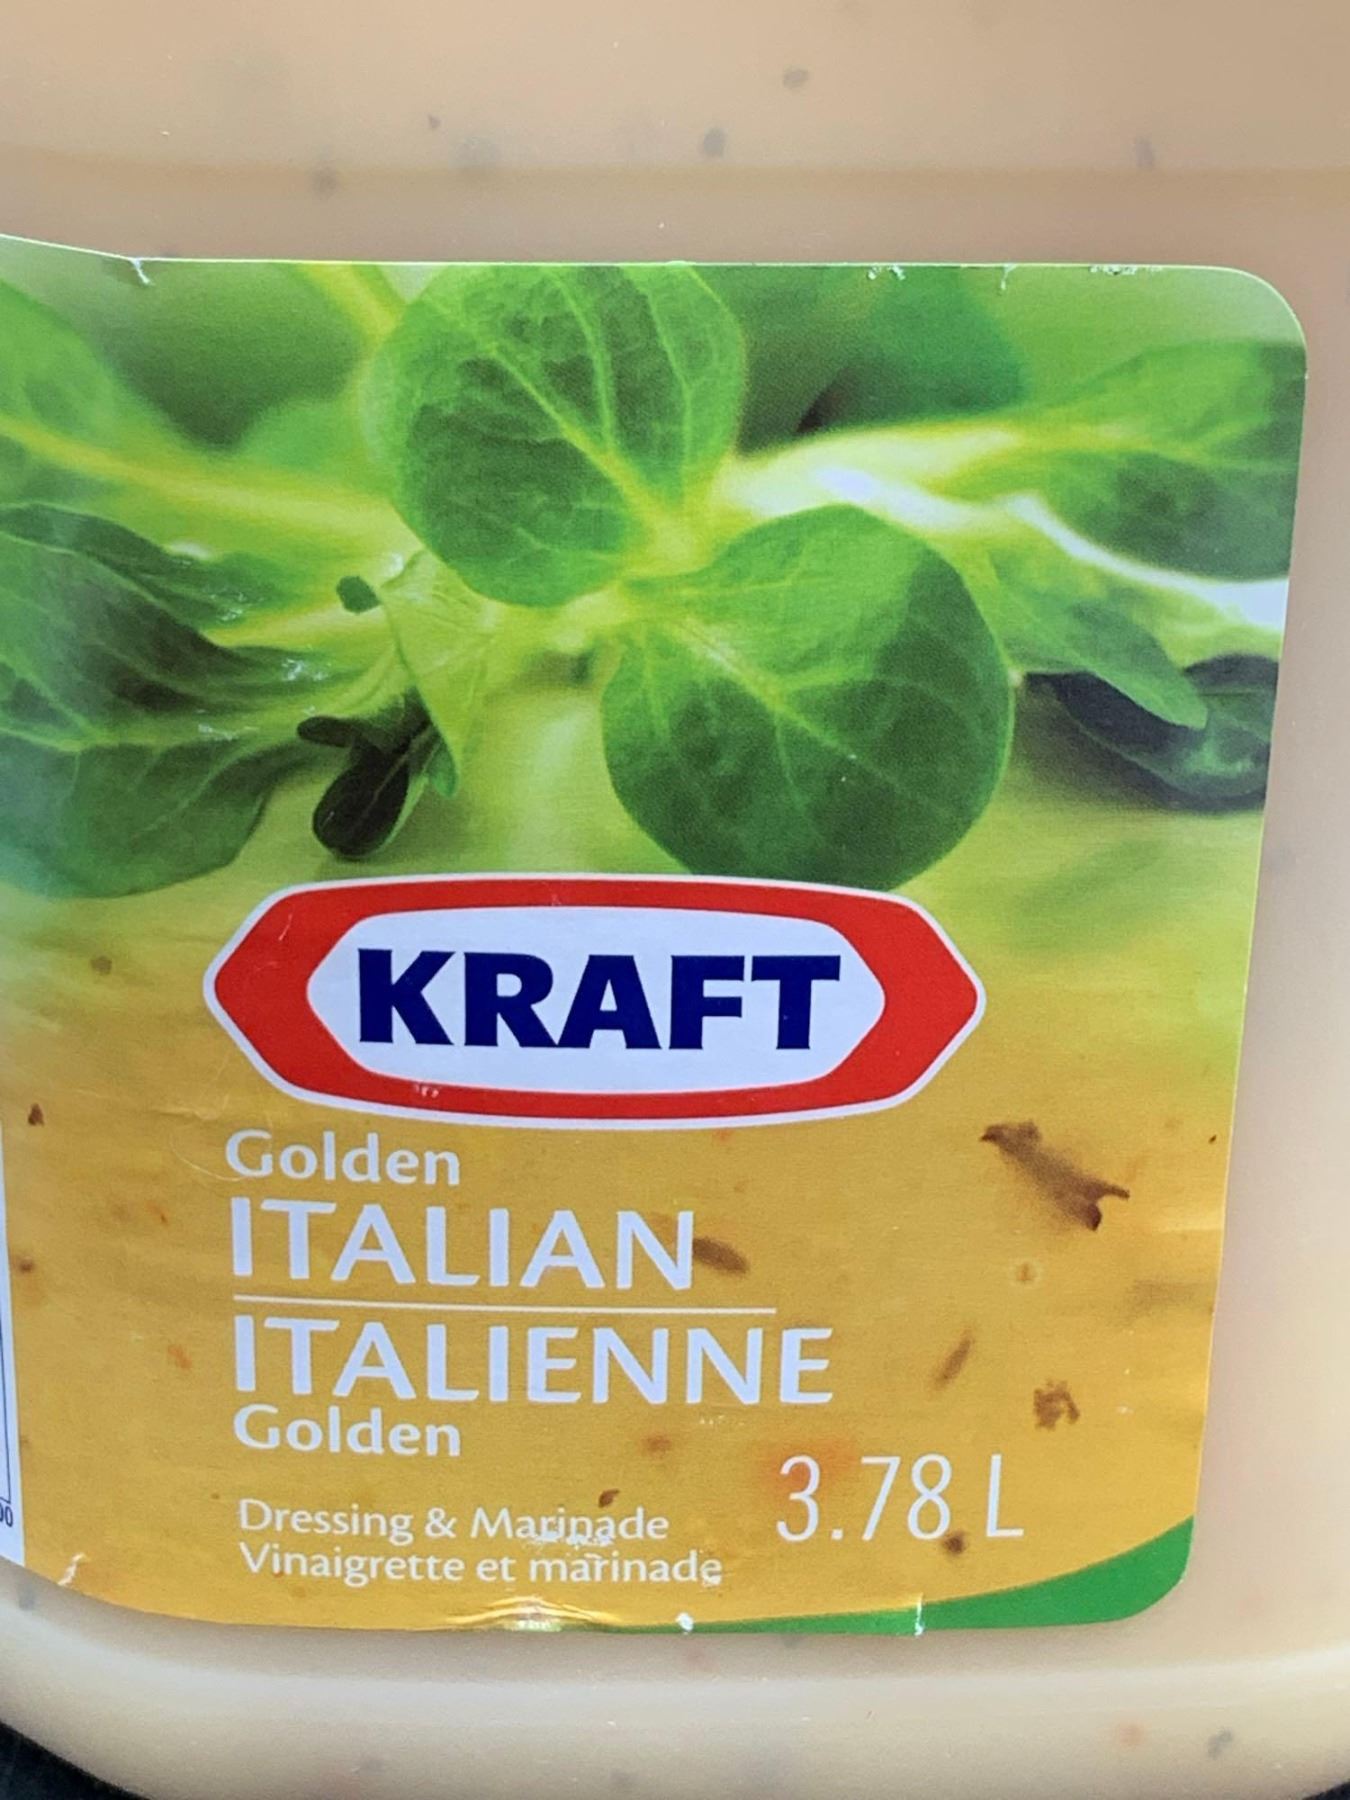 KRAFT
Golden
ITALIAN
ITALIENNE
Golden
Dressing & Marinade
Vinaigrette et marinade
3.78 L